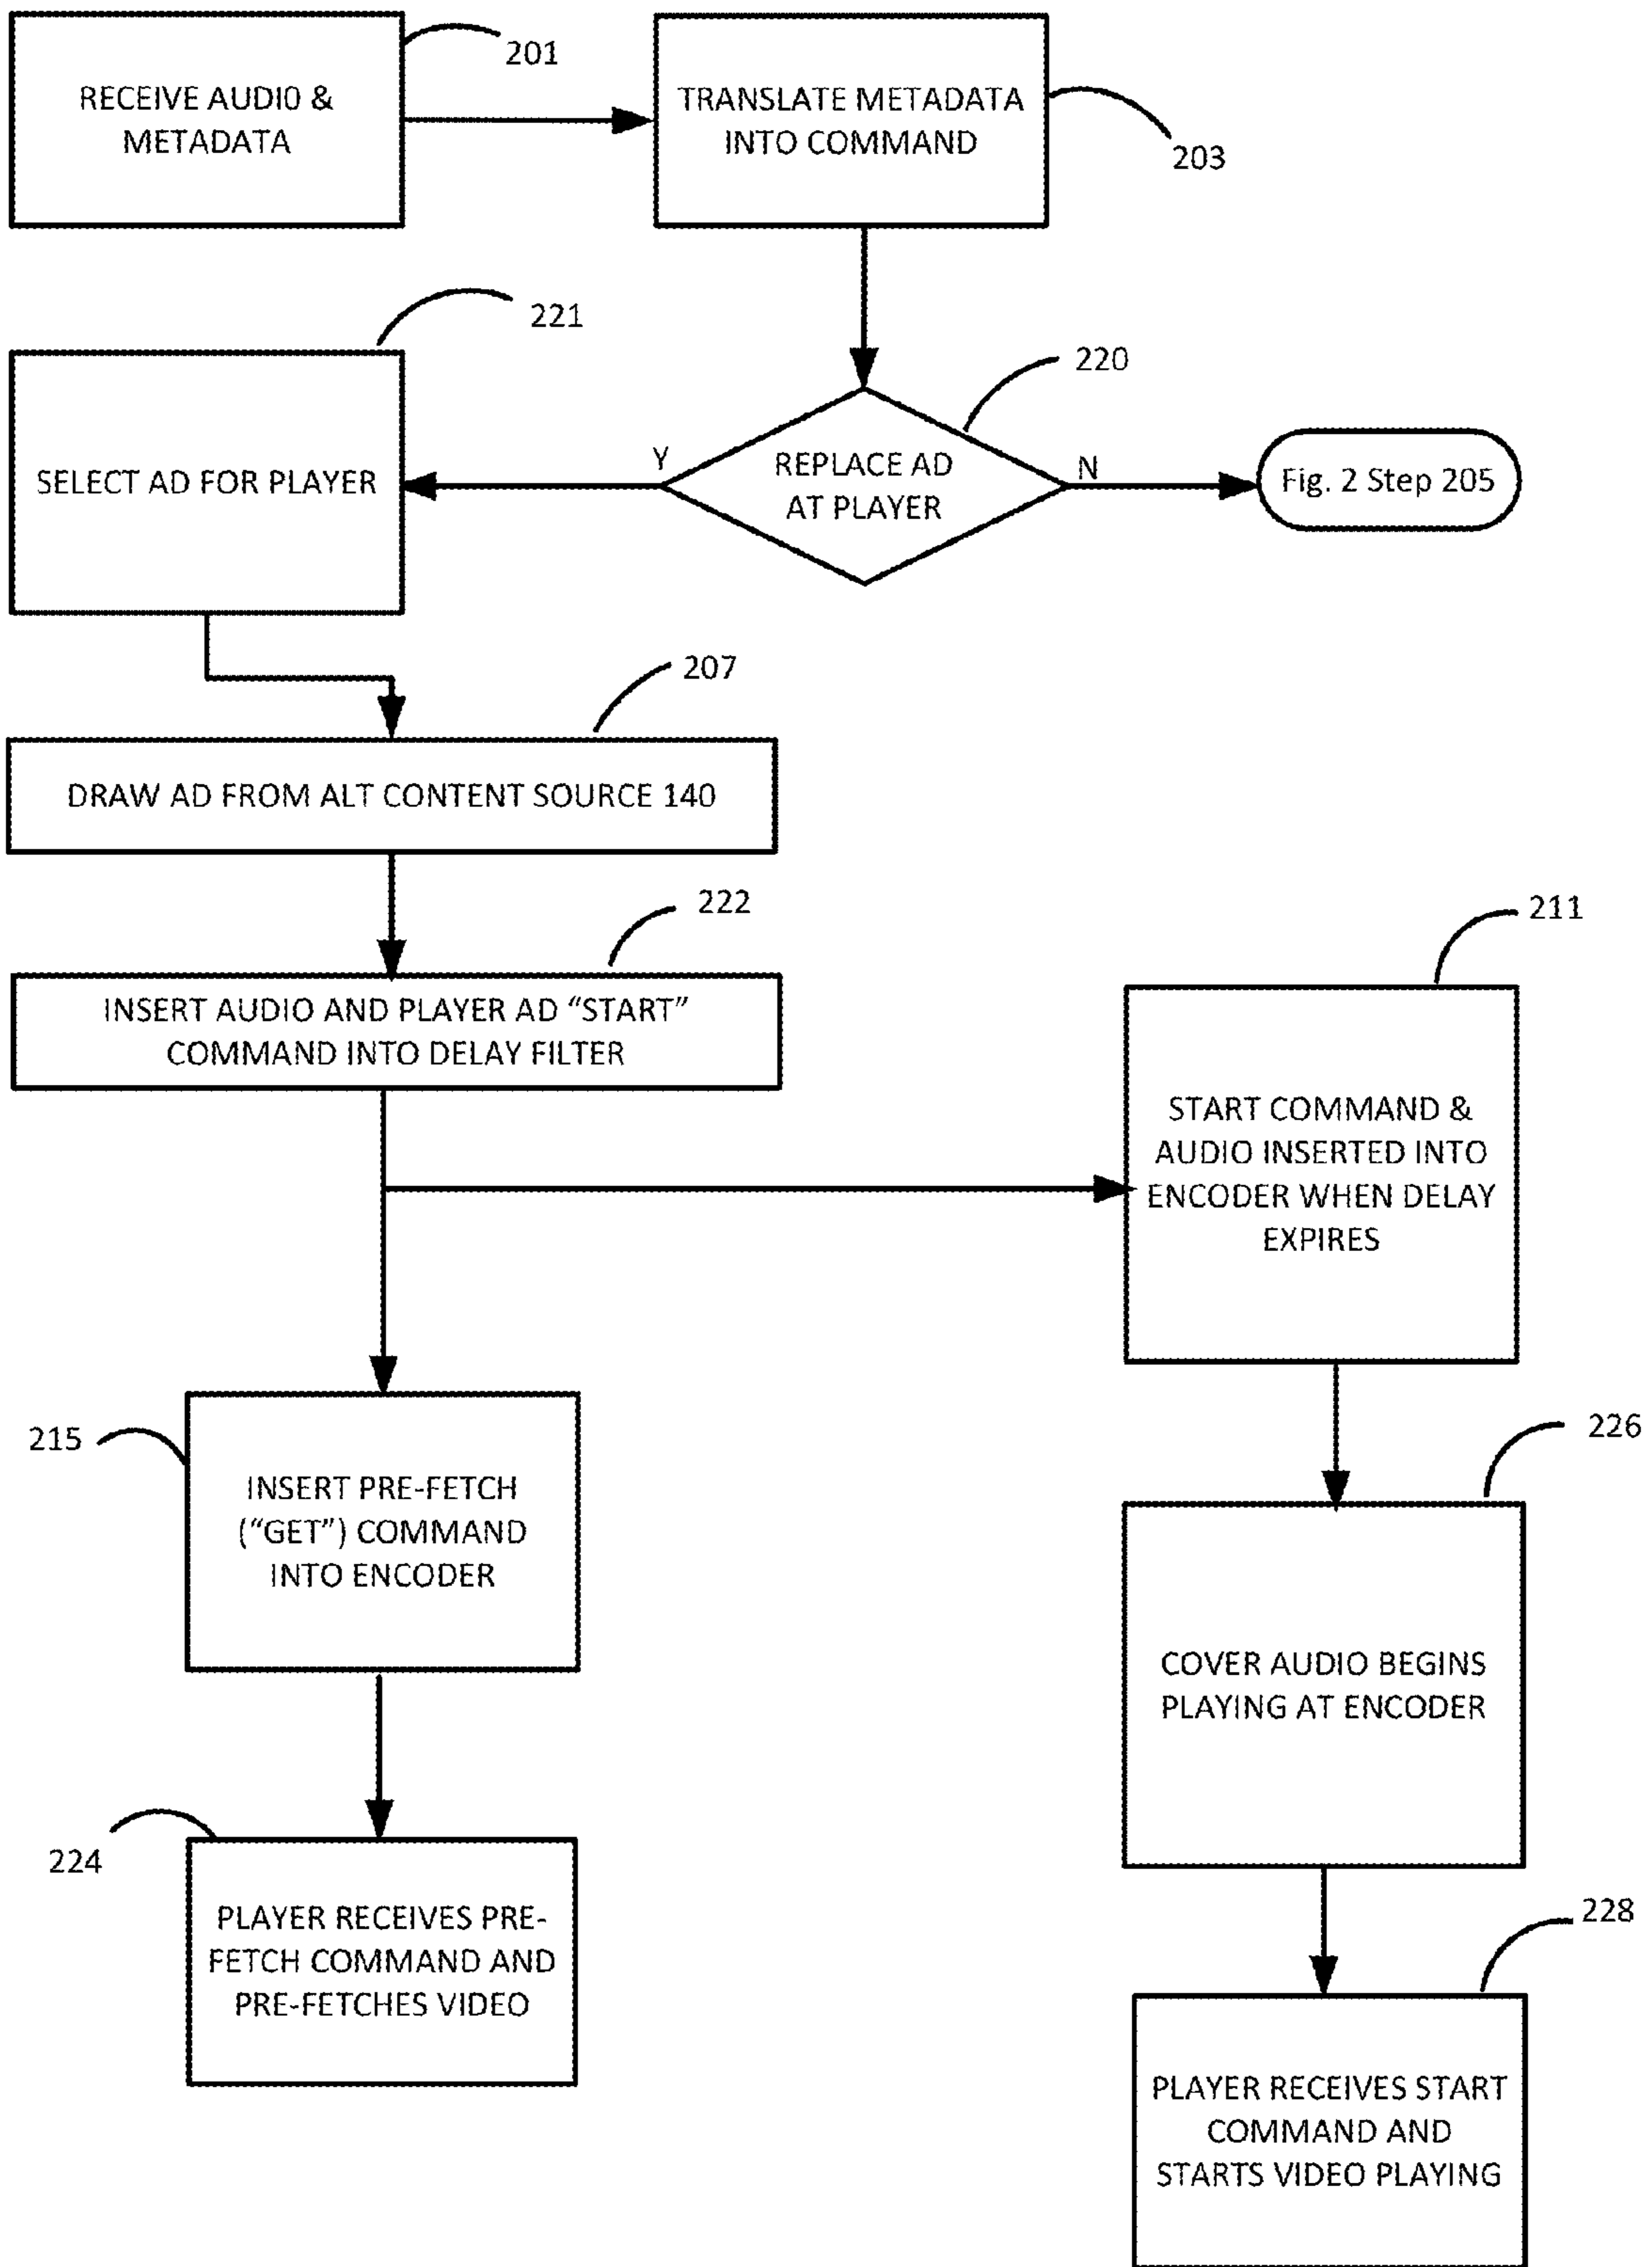 201
RECEIVE AUDIO &
METADATA
TRANSLATE METADATA
INTO COMMAND
203
221
220
SELECT AD FOR PLAYER
Y
REPLACE AD
AT PLAYER
N
Fig. 2 Step 205
207
DRAW AD FROM ALT CONTENT SOURCE 140
222
INSERT AUDIO AND PLAYER AD “START”
COMMAND INTO DELAY FILTER
211
START COMMAND &
AUDIO INSERTED INTO
ENCODER WHEN DELAY
EXPIRES
215
INSERT PRE-FETCH
(“GET”) COMMAND
INTO ENCODER
226
COVER AUDIO BEGINS
PLAYING AT ENCODER
224
PLAYER RECEIVES PRE-
FETCH COMMAND AND
PRE-FETCHES VIDEO
228
PLAYER RECEIVES START
COMMAND AND
STARTS VIDEO PLAYING